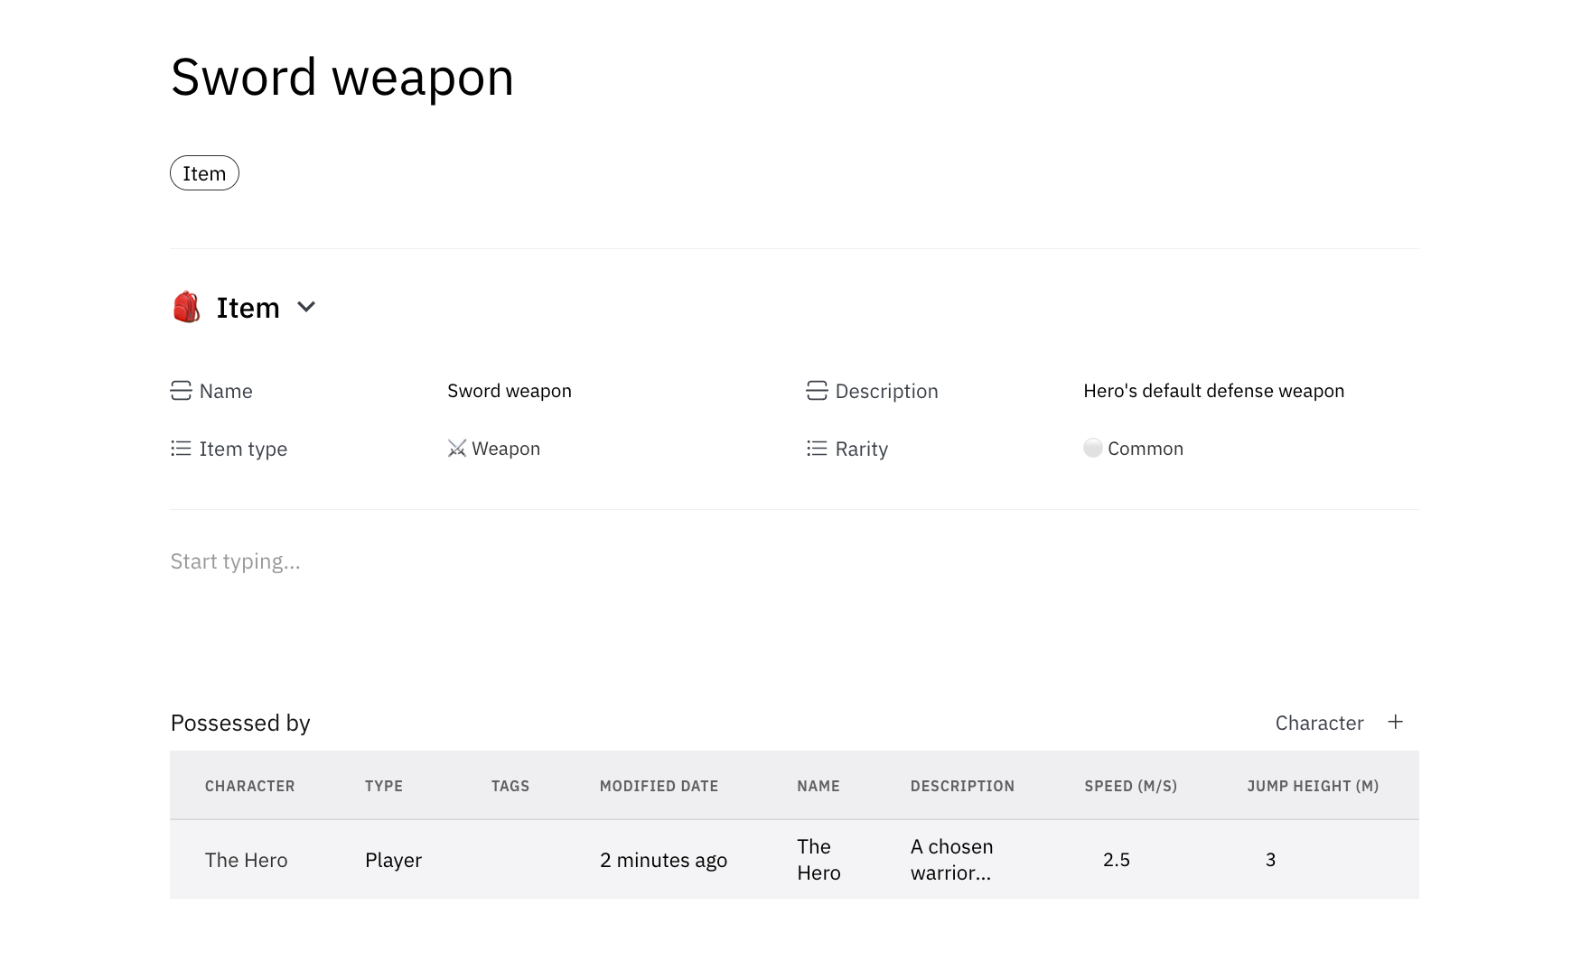 Sword weapon
Item
Item
Name Sword weapon Description Hero's default defense weapon
Item type Weapon Rarity Common
Start typing...
Possessed by Character +
CHARACTER TYPE TAGS MODIFIED DATE NAME DESCRIPTION SPEED (M/S) JUMP HEIGHT (M)
The Hero Player 2 minutes ago The Hero A chosen warrior... 2.5 3